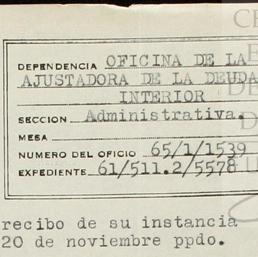 DEPENDENCIA OFICINA DE LA
AJUSTADORA DE LA DEUDA
INTERIOR
SECCION Administrativa.
MESA
NUMERO DEL OFICIO 65/1/1539
EXPEDIENTE 61/511.2/5578
recibo de su instancia
20 de noviembre ppdo.